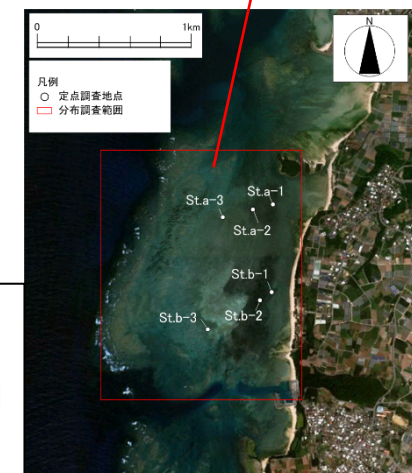 0 1km
N
凡例
定点調査地点
分布調査範囲
St.a-1
St.a-3
St.a-2
St.b-1
St.b-2
St.b-3